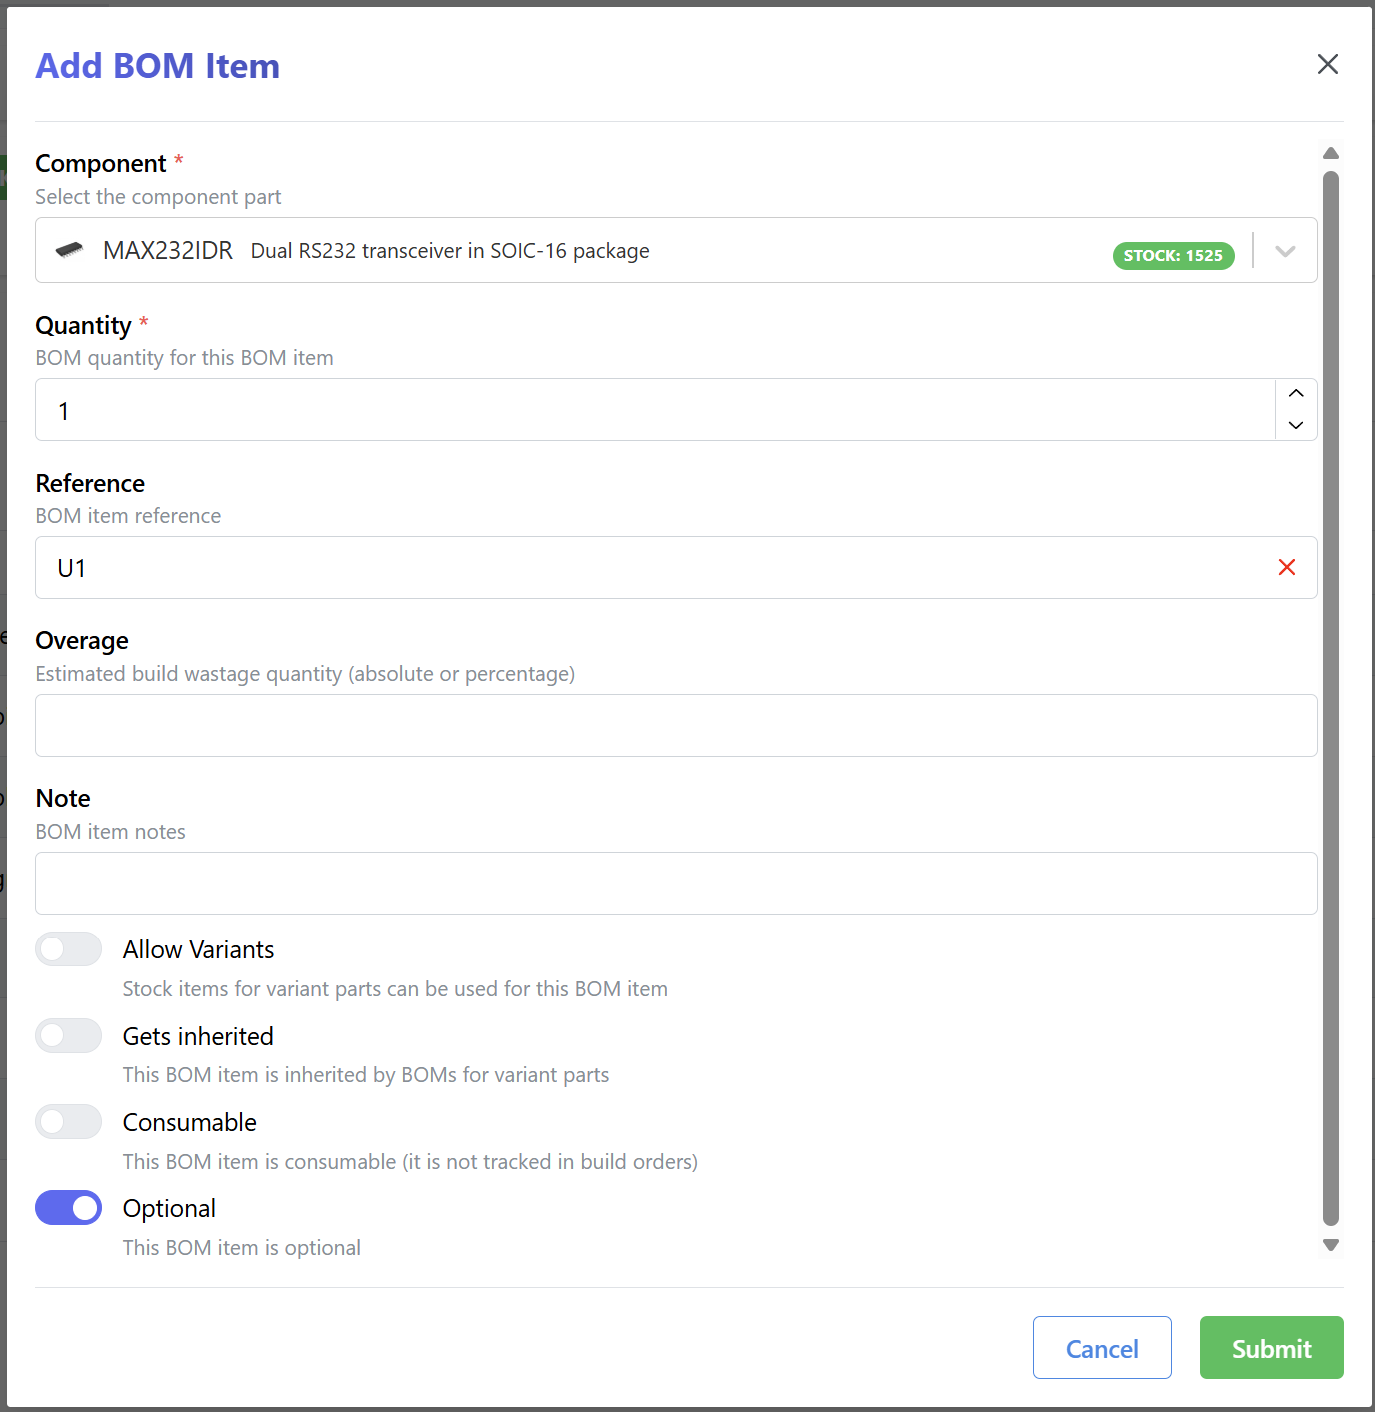 Add BOM Item
Component *
Select the component part
MAX232IDR Dual RS232 transceiver in SOIC-16 package STOCK: 1525
Quantity *
BOM quantity for this BOM item
1
Reference
BOM item reference
U1
Overage
Estimated build wastage quantity (absolute or percentage)
Note
BOM item notes
Allow Variants
Stock items for variant parts can be used for this BOM item
Gets inherited
This BOM item is inherited by BOMs for variant parts
Consumable
This BOM item is consumable (it is not tracked in build orders)
Optional
This BOM item is optional
Cancel Submit